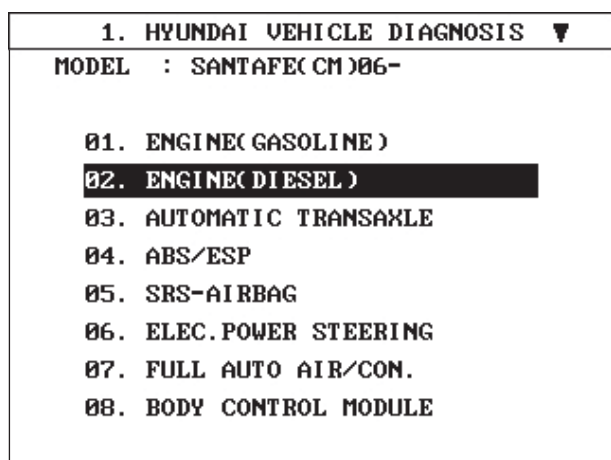 1. HYUNDAI VEHICLE DIAGNOSIS ▼
MODEL : SANTAFE(CM)06-
01. ENGINE(GASOLINE)
02. ENGINE(DIESEL)
03. AUTOMATIC TRANSAXLE
04. ABS/ESP
05. SRS-AIRBAG
06. ELEC.POWER STEERING
07. FULL AUTO AIR/CON.
08. BODY CONTROL MODULE